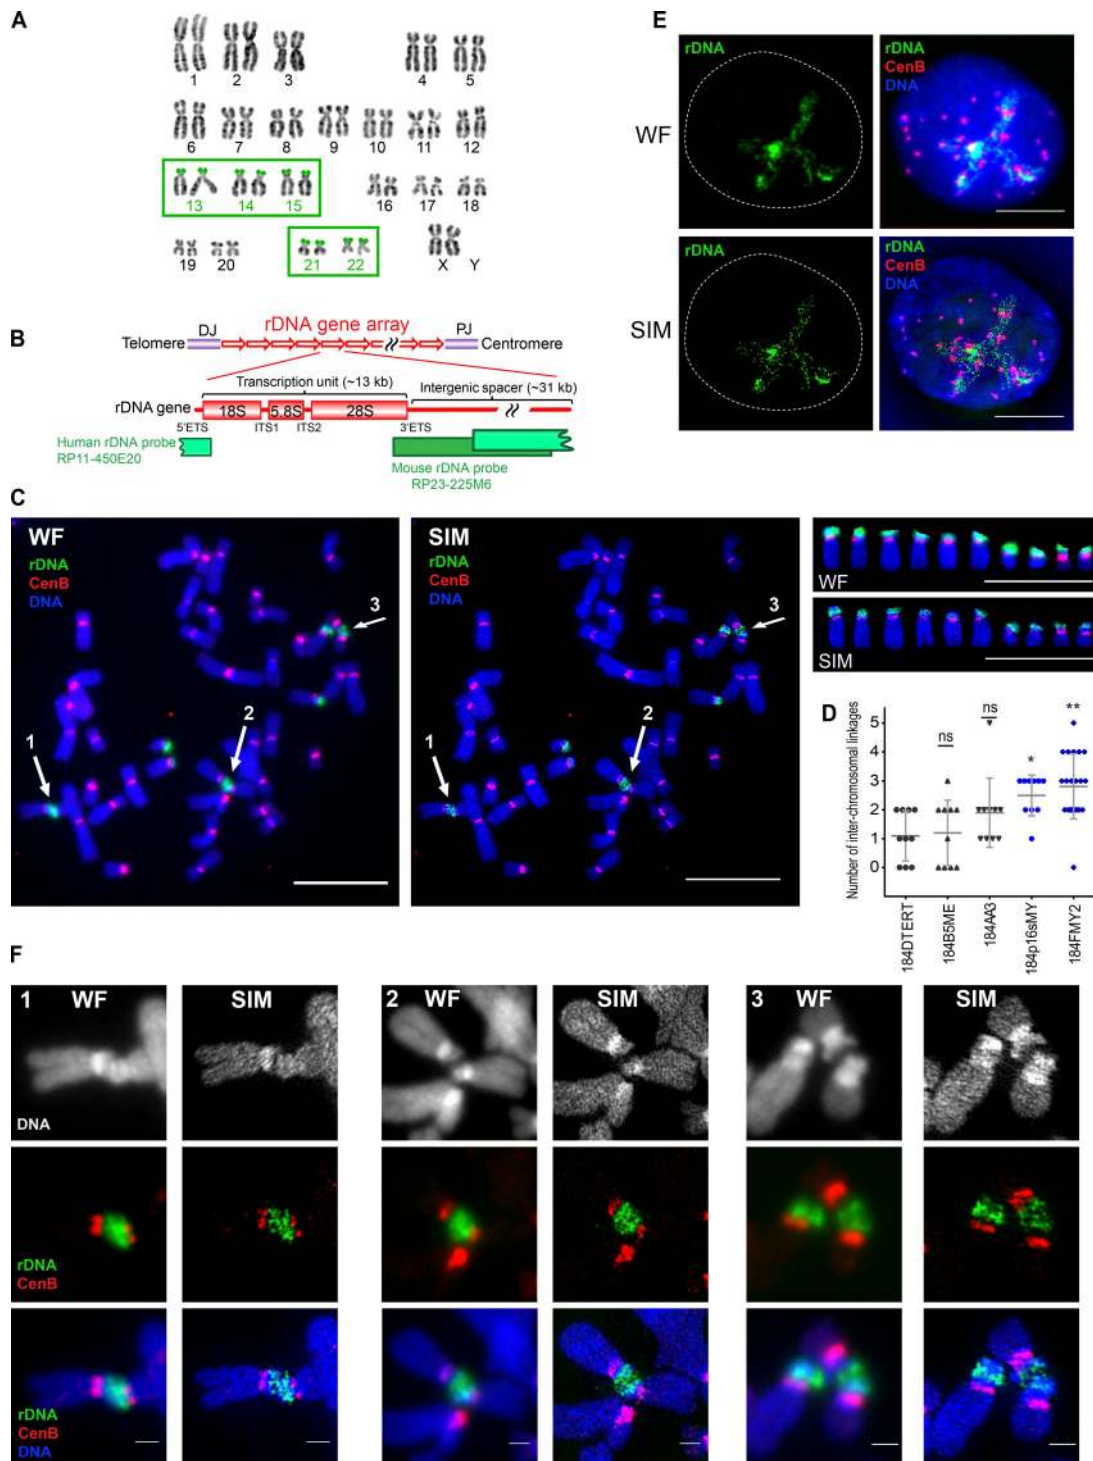 A
1 2 3 4 5
6 7 8 9 10 11 12
13 14 15 16 17 18
19 20 21 22 X Y
B
DJ rDNA gene array PJ
Telomere Centromere
Transcription unit (~13 kb) Intergenic spacer (~31 kb)
rDNA gene 18S 5.8S 28S
5'ETS ITS1 ITS2 3'ETS
Human rDNA probe
RP11-450E20
Mouse rDNA probe
RP23-225M6
E
rDNA
WF
rDNA
CenB
DNA
rDNA
SIM
rDNA
CenB
DNA
C
WF
rDNA
CenB
DNA
1
2
3
SIM
rDNA
CenB
DNA
1
2
3
WF
SIM
D
Number of inter-chromosomal linkages
5
4
3
2
1
0
ns
ns
*
**
184DTERT
184B5ME
184AA3
184p16sMY
184FMY2
F
1 WF SIM 2 WF SIM 3 WF SIM
DNA
rDNA
CenB
rDNA
CenB
DNA